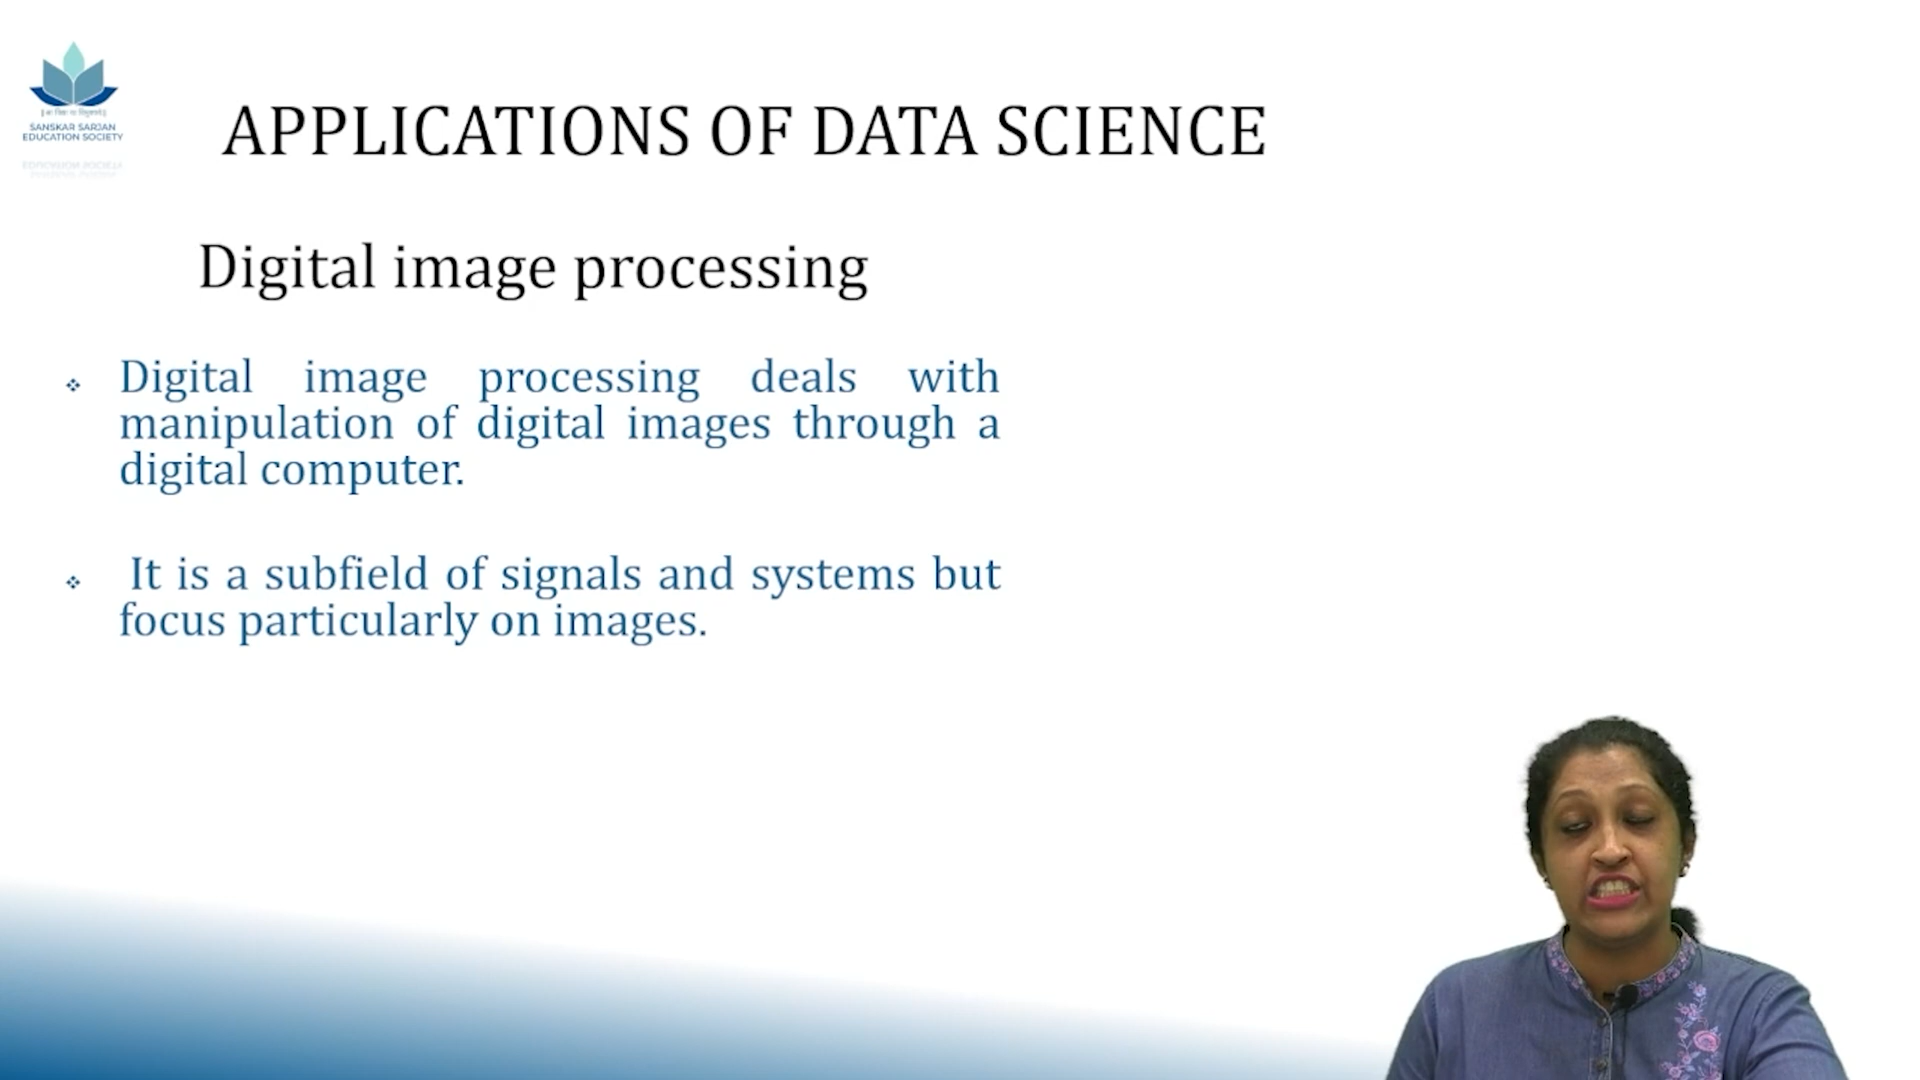 SANSKAR SARJAN
EDUCATION SOCIETY
APPLICATIONS OF DATA SCIENCE
Digital image processing
Digital image processing deals with
manipulation of digital images through a
digital computer.
It is a subfield of signals and systems but
focus particularly on images.